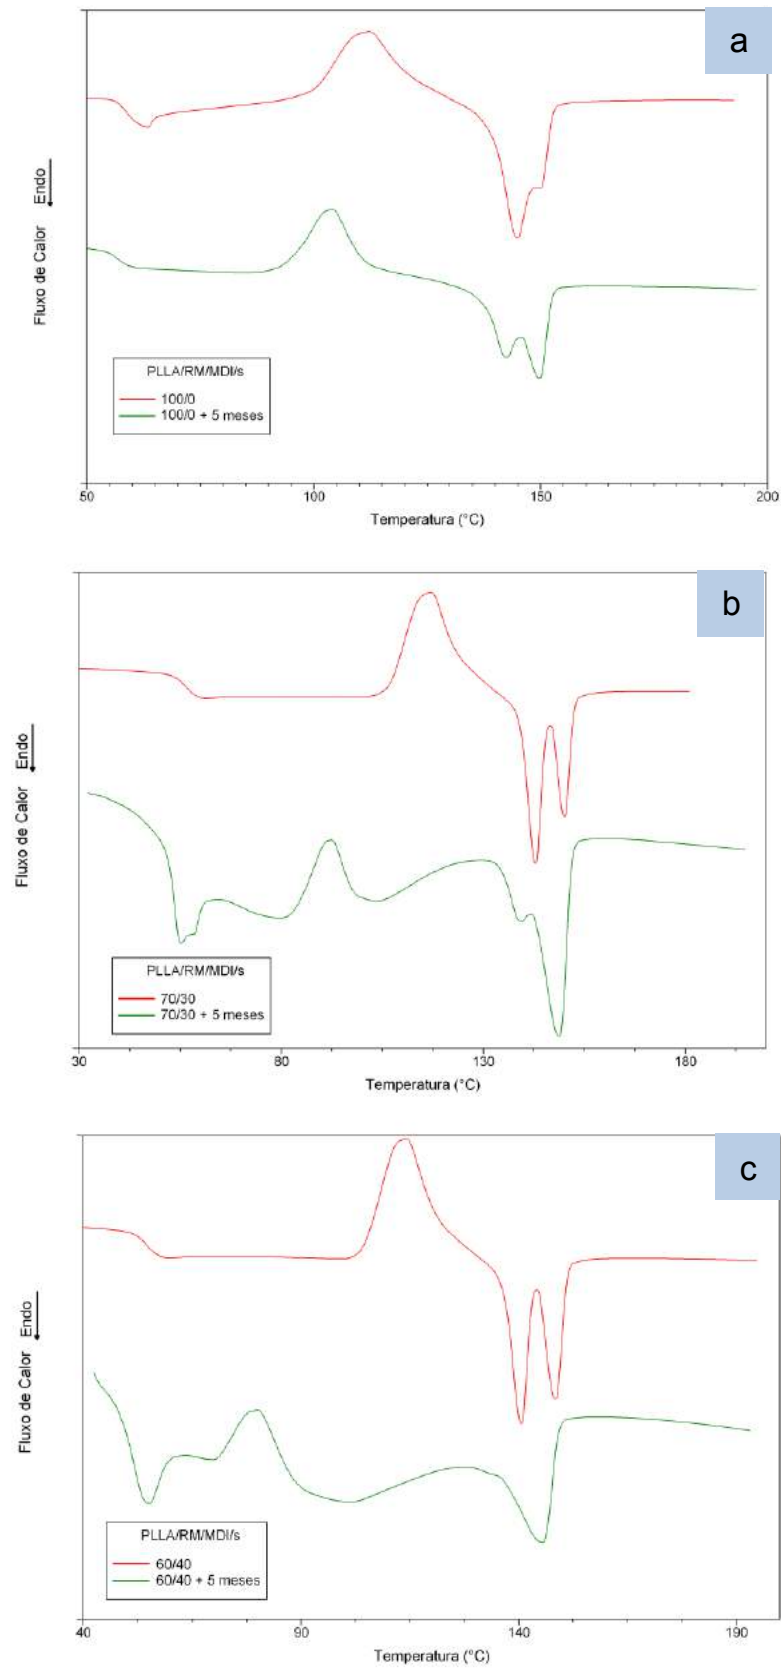 a
Fluxo de Calor Endo
PLLA/RM/MDI/s
100/0
100/0 + 5 meses
50 100 150 200
Temperatura (°C)
b
Fluxo de Calor Endo
PLLA/RM/MDI/s
70/30
70/30 + 5 meses
30 80 130 180
Temperatura (°C)
c
Fluxo de Calor Endo
PLLA/RM/MDI/s
60/40
60/40 + 5 meses
40 90 140 190
Temperatura (°C)